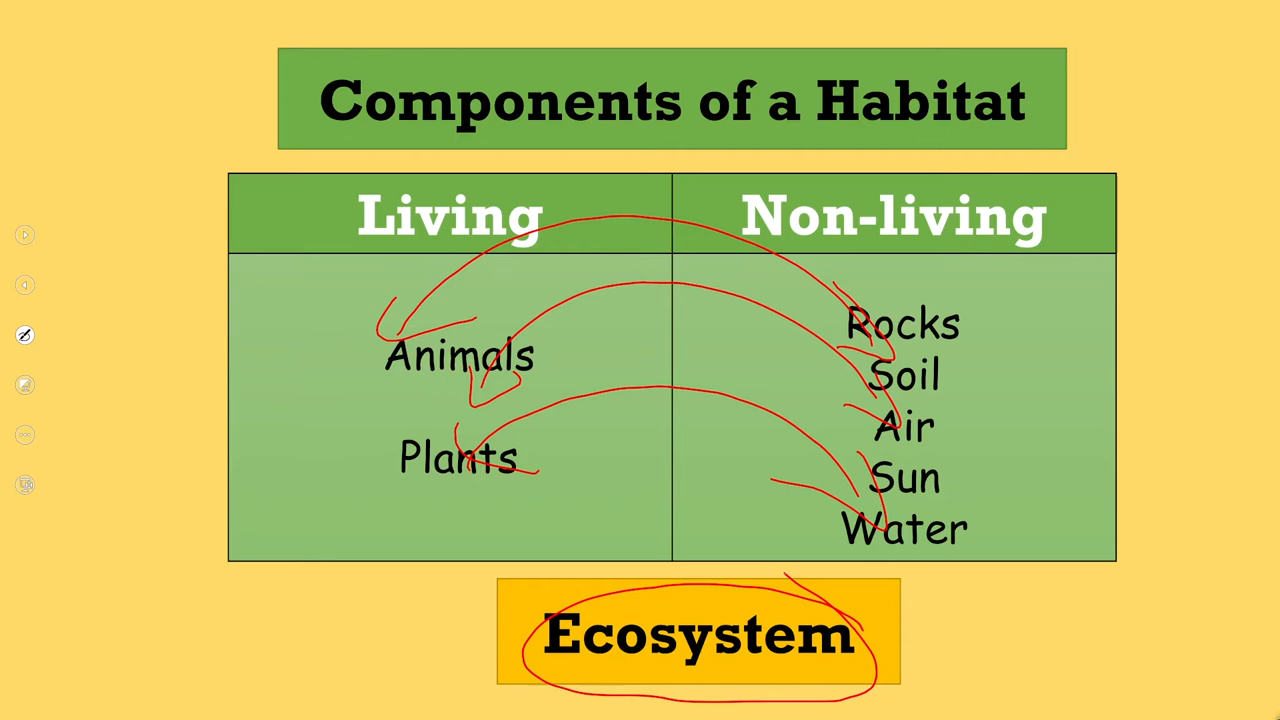 Components of a Habitat
Living
Non-living
Animals
Plants
Rocks
Soil
Air
Sun
Water
Ecosystem